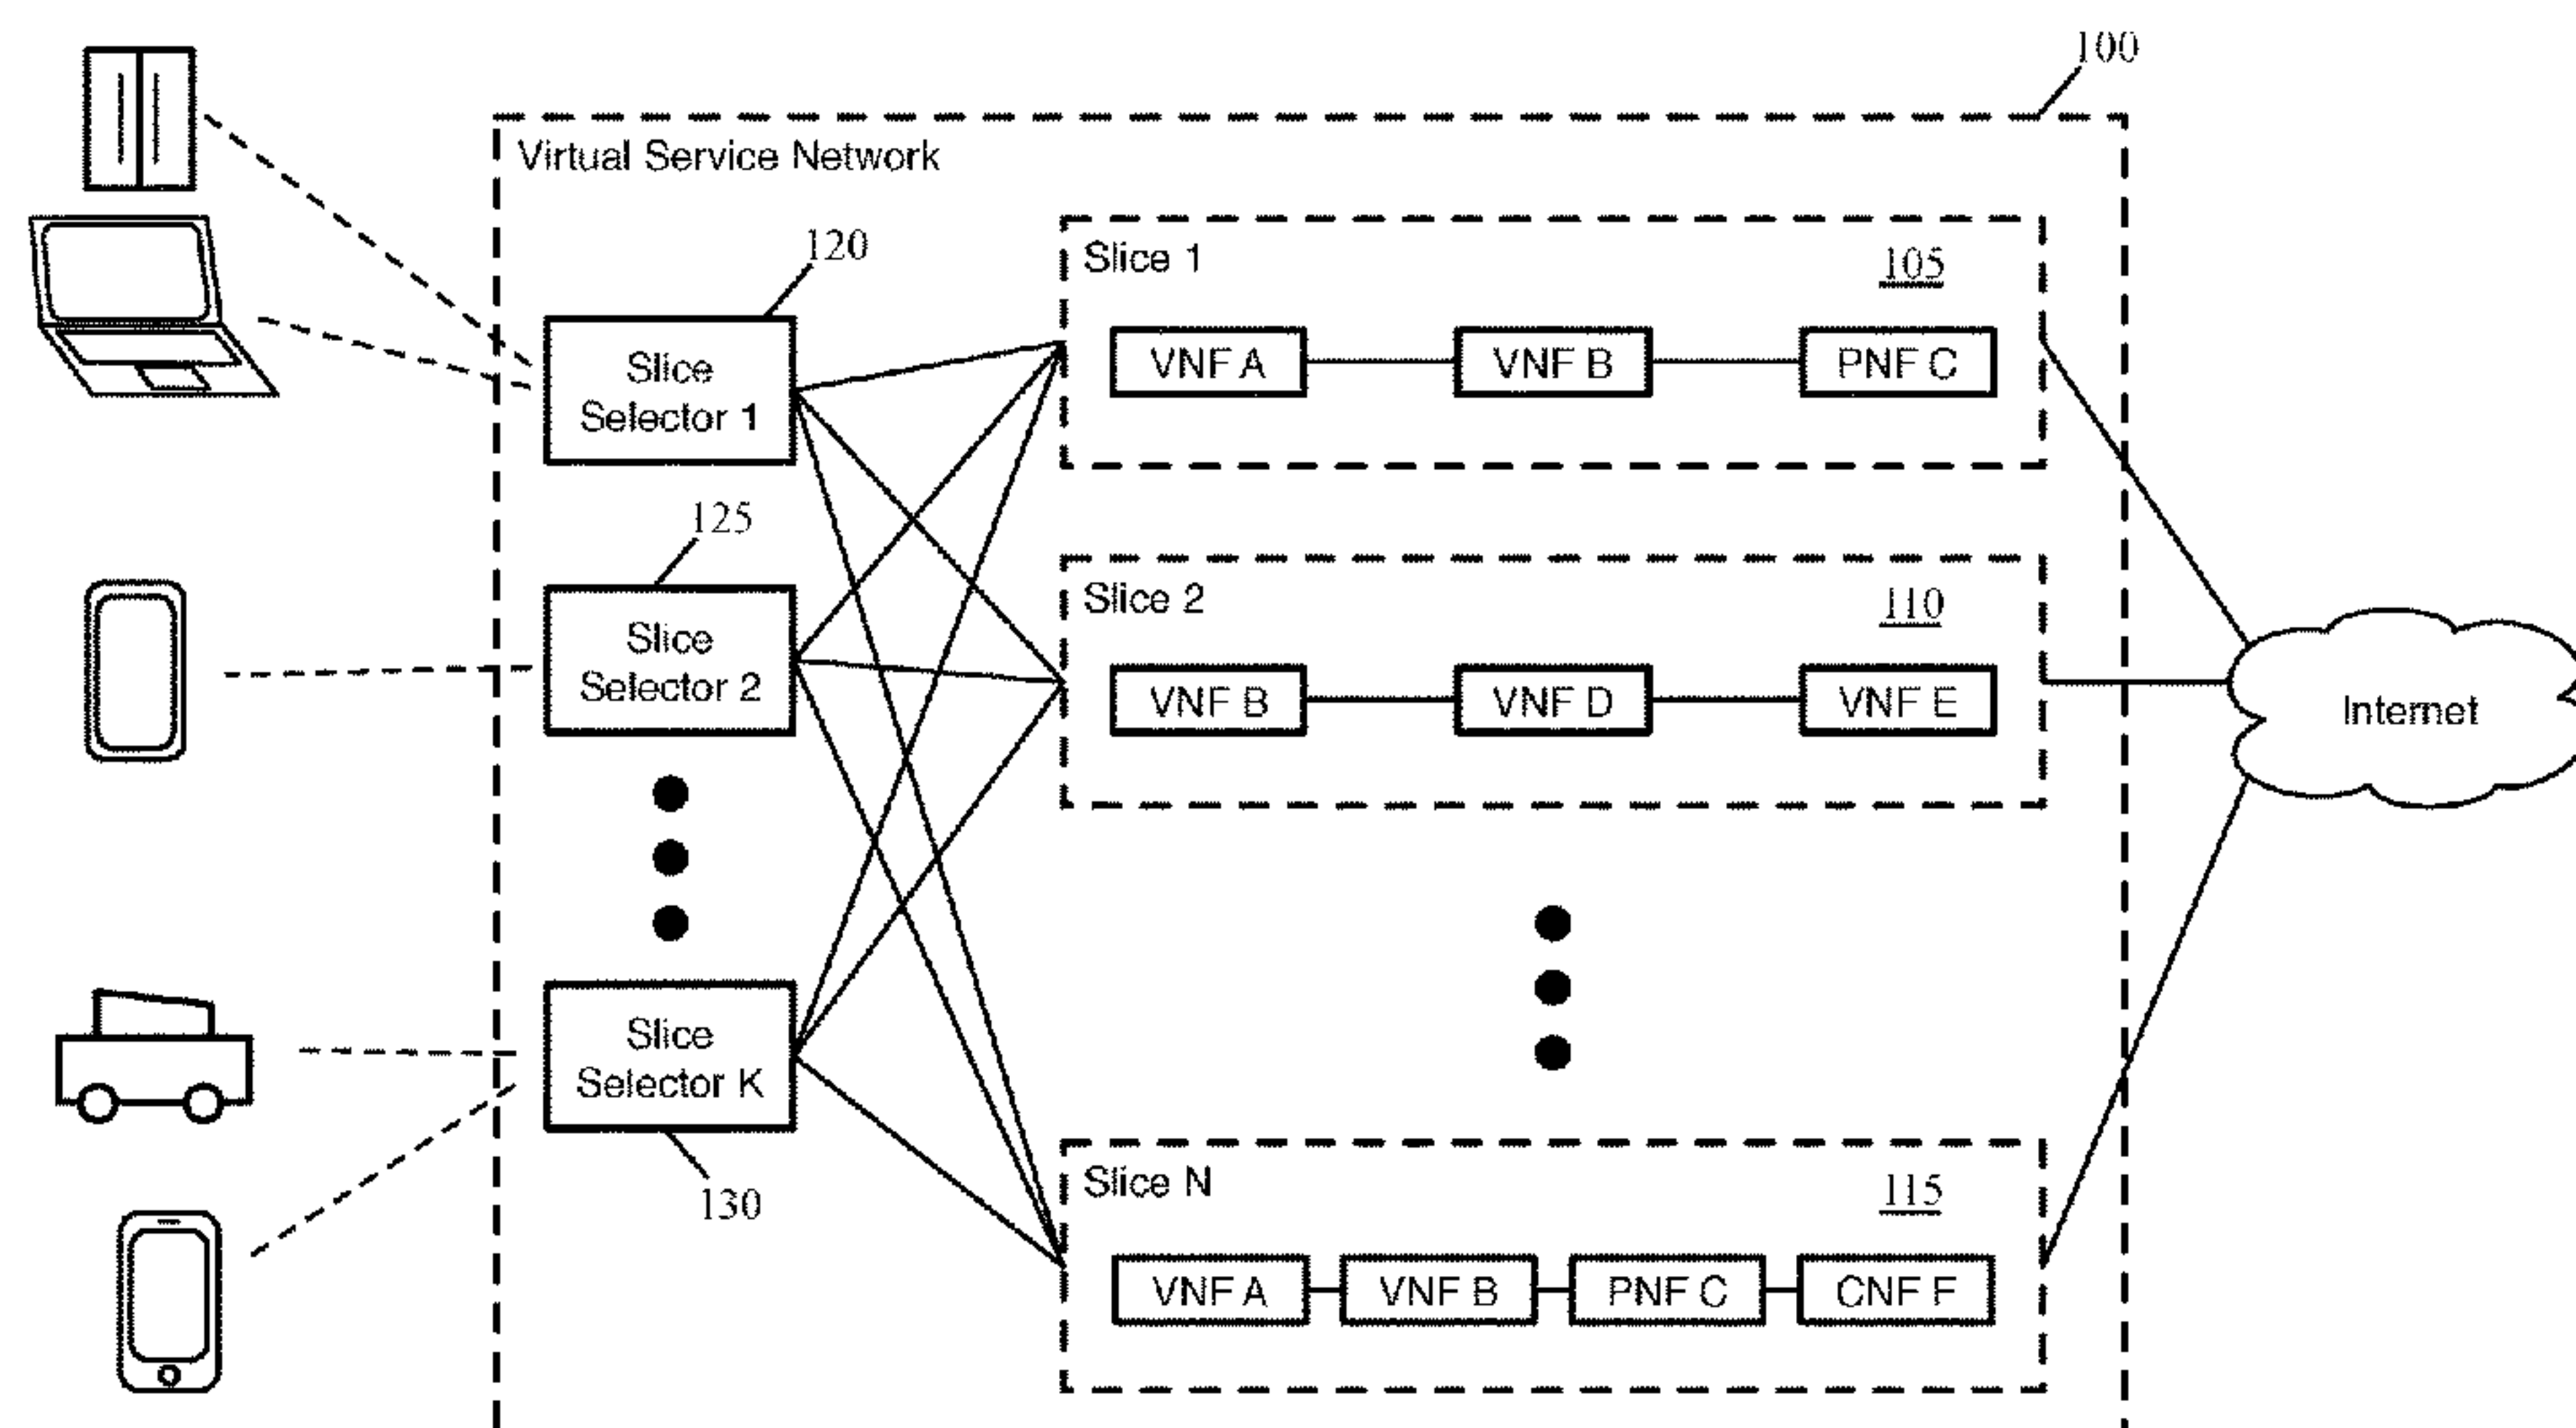 100
Virtual Service Network
120
Slice
Selector 1
Slice 1
105
VNF A
VNF B
PNF C
125
Slice
Selector 2
Slice 2
110
VNF B
VNF D
VNF E
Internet
Slice
Selector K
130
Slice N
115
VNF A
VNF B
PNF C
CNF F